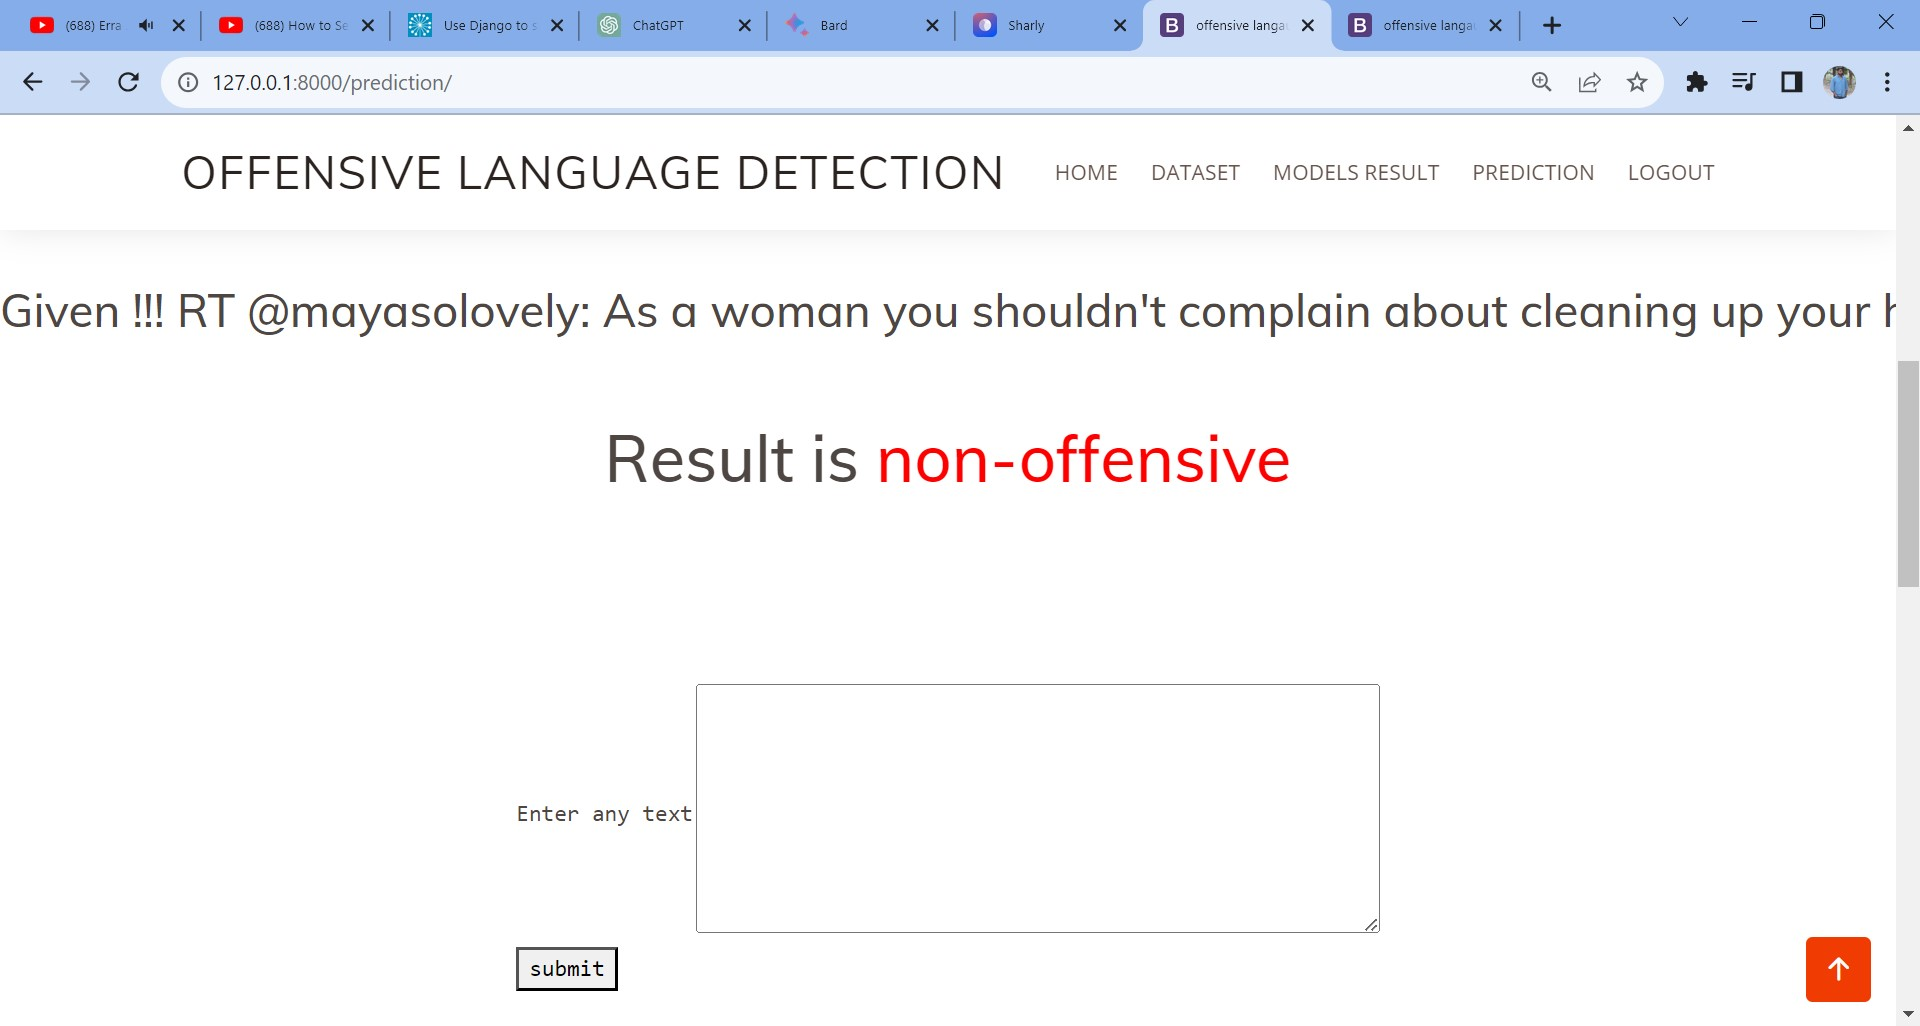 (688) Erra
(688) How to Se
Use Django to s
ChatGPT
Bard
Sharly
offensive langa
offensive langa
127.0.0.1:8000/prediction/
OFFENSIVE LANGUAGE DETECTION
HOME DATASET MODELS RESULT PREDICTION LOGOUT
Given !!! RT @mayasolovely: As a woman you shouldn't complain about cleaning up your h
Result is non-offensive
Enter any text
submit